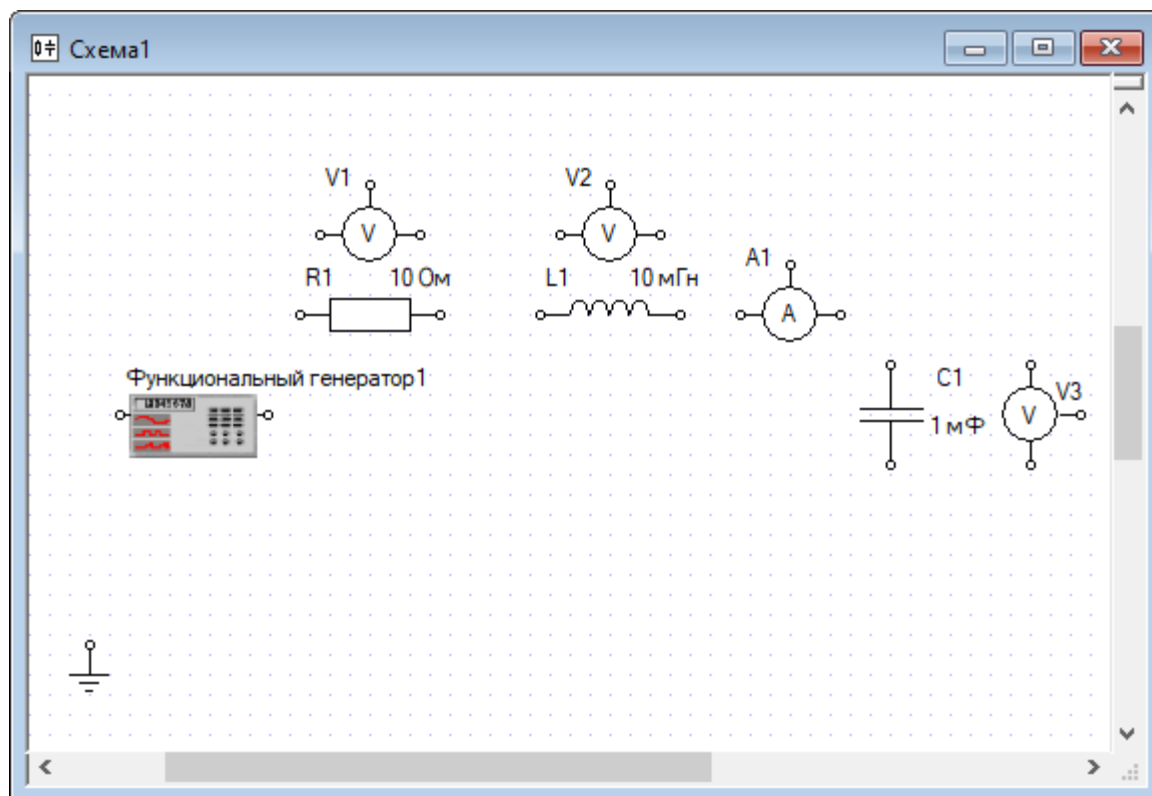 Схема1
V1
V
V2
V
R1 10 Ом
L1 10 мГн
A1
A
Функциональный генератор1
C1
1 мФ
V3
V